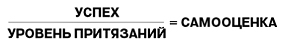 УСПЕХ
УРОВЕНЬ ПРИТЯЗАНИЙ = САМООЦЕНКА